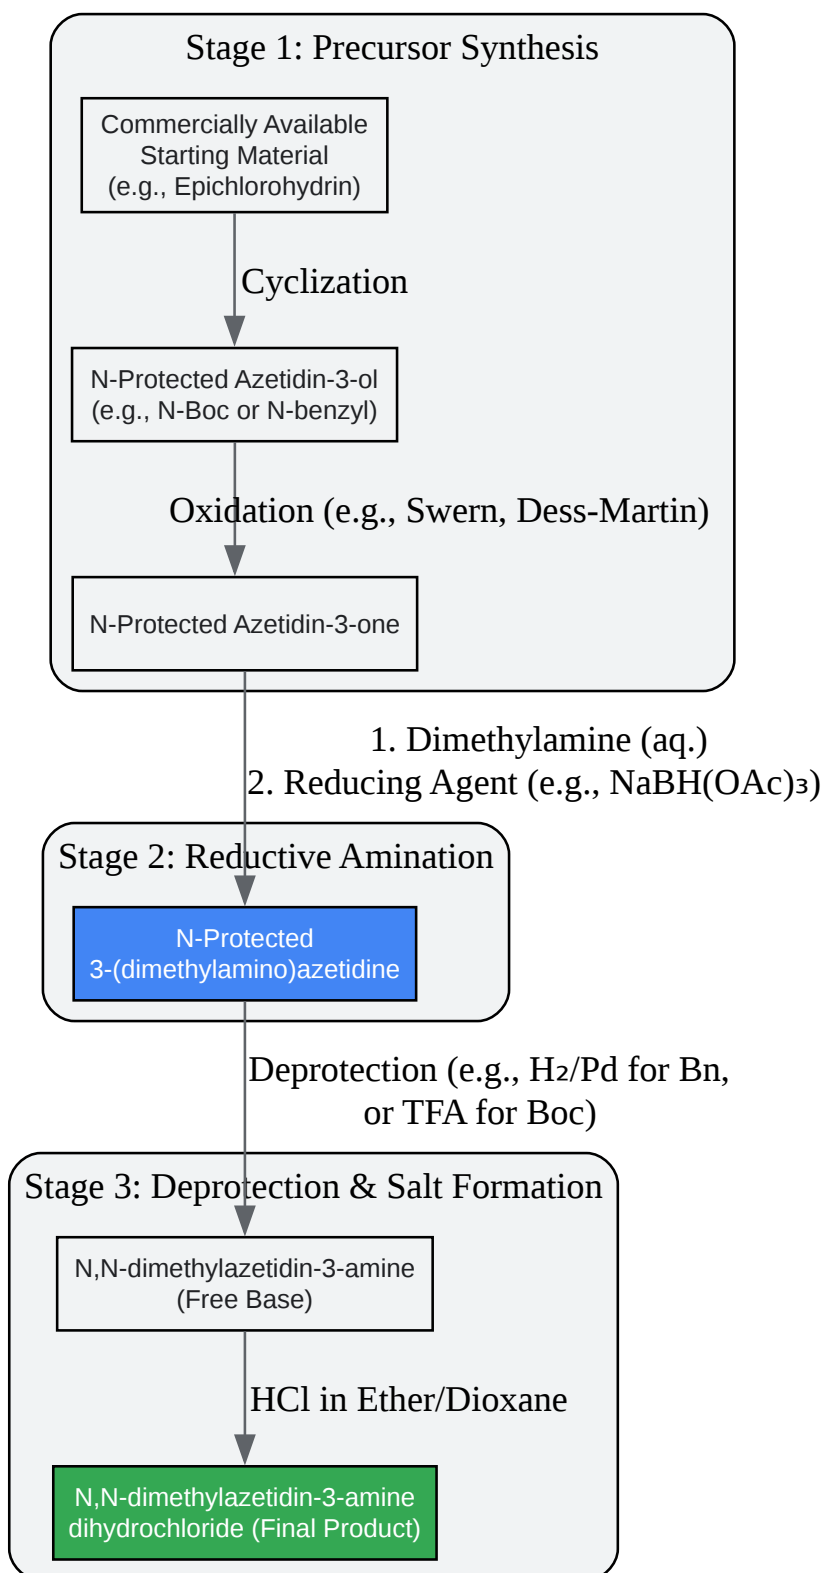 Stage 1: Precursor Synthesis
Commercially Available
Starting Material
(e.g., Epichlorohydrin)
Cyclization
N-Protected Azetidin-3-ol
(e.g., N-Boc or N-benzyl)
Oxidation (e.g., Swern, Dess-Martin)
N-Protected Azetidin-3-one
1. Dimethylamine (aq.)
2. Reducing Agent (e.g., NaBH(OAc)₃)
Stage 2: Reductive Amination
N-Protected
3-(dimethylamino)azetidine
Deprotection (e.g., H₂/Pd for Bn,
or TFA for Boc)
Stage 3: Deprotection & Salt Formation
N,N-dimethylazetidin-3-amine
(Free Base)
HCl in Ether/Dioxane
N,N-dimethylazetidin-3-amine
dihydrochloride (Final Product)